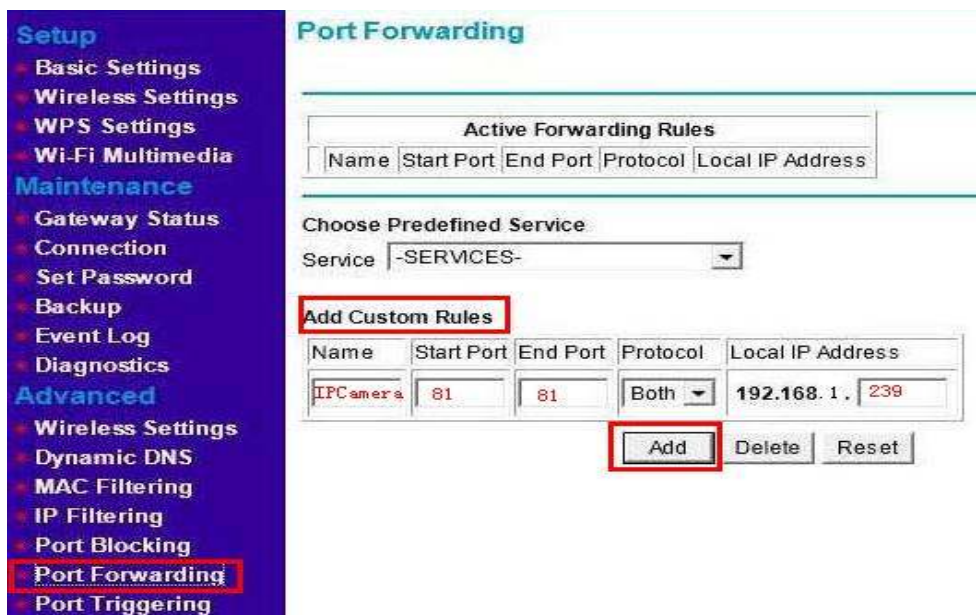 Setup
Basic Settings
Wireless Settings
WPS Settings
Wi-Fi Multimedia
Maintenance
Gateway Status
Connection
Set Password
Backup
Event Log
Diagnostics
Advanced
Wireless Settings
Dynamic DNS
MAC Filtering
IP Filtering
Port Blocking
Port Forwarding
Port Triggering
Port Forwarding
Active Forwarding Rules
Name Start Port End Port Protocol Local IP Address
Choose Predefined Service
Service -SERVICES-
Add Custom Rules
Name Start Port End Port Protocol Local IP Address
IPCamera 81 81 Both 192.168.1. 239
Add Delete Reset